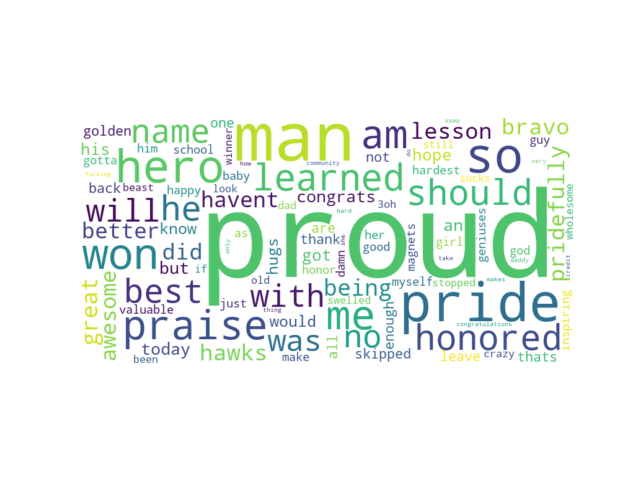 keep
golden
name
one
winner
man
am
lesson
bravo
his
gotta
him
school
how
community
still
not
go
hope
guy
fucking
hero
baby
learned
hardest
so
very
back
beast
happy
look
dad
hard
3oh
sucks
should
wholesome
will
he
havent
congrats
an
geniuses
pridefully
better
know
as
are
her
girl
god
won
did
hugs
thank
good
magnets
proud
daddy
but
if
only
got
honor
damn
she
take
credit
great
awesome
best
with
old
swelled
being
myself
stopped
makes
pride
inspiring
valuable
just
me
enough
thing
congratulations
praise
was
would
all
no
honored
today
hawks
make
skipped
leave
crazy
thats
been